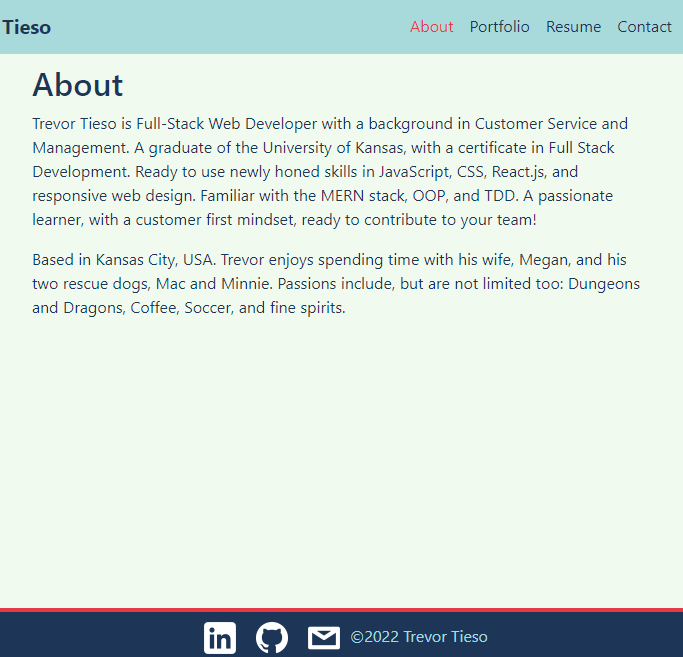 Tieso
About Portfolio Resume Contact
About
Trevor Tieso is Full-Stack Web Developer with a background in Customer Service and
Management. A graduate of the University of Kansas, with a certificate in Full Stack
Development. Ready to use newly honed skills in JavaScript, CSS, React.js, and
responsive web design. Familiar with the MERN stack, OOP, and TDD. A passionate
learner, with a customer first mindset, ready to contribute to your team!
Based in Kansas City, USA. Trevor enjoys spending time with his wife, Megan, and his
two rescue dogs, Mac and Minnie. Passions include, but are not limited too: Dungeons
and Dragons, Coffee, Soccer, and fine spirits.
in
©2022 Trevor Tieso